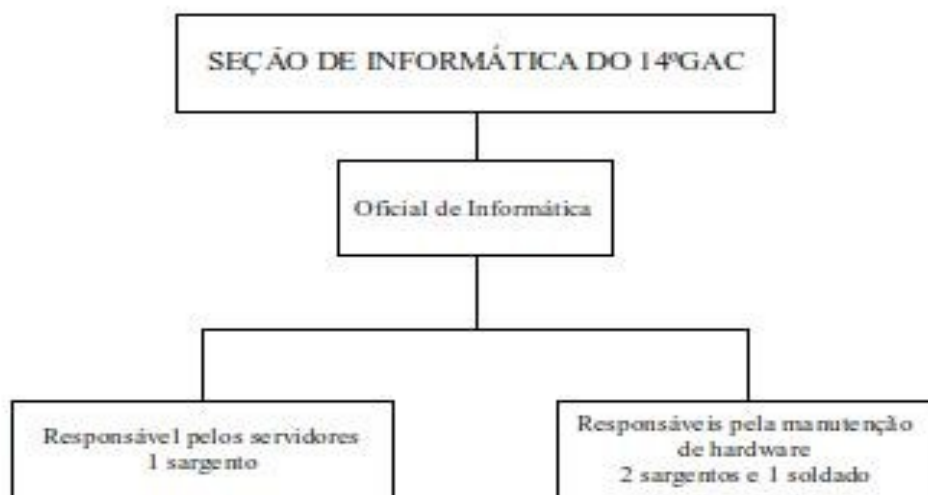 SEÇÃO DE INFORMÁTICA DO 14ºGAC
Oficial de Informática
Responsável pelos servidores
1 sargento
Responsáveis pela manutenção
de hardware
2 sargentos e 1 soldado